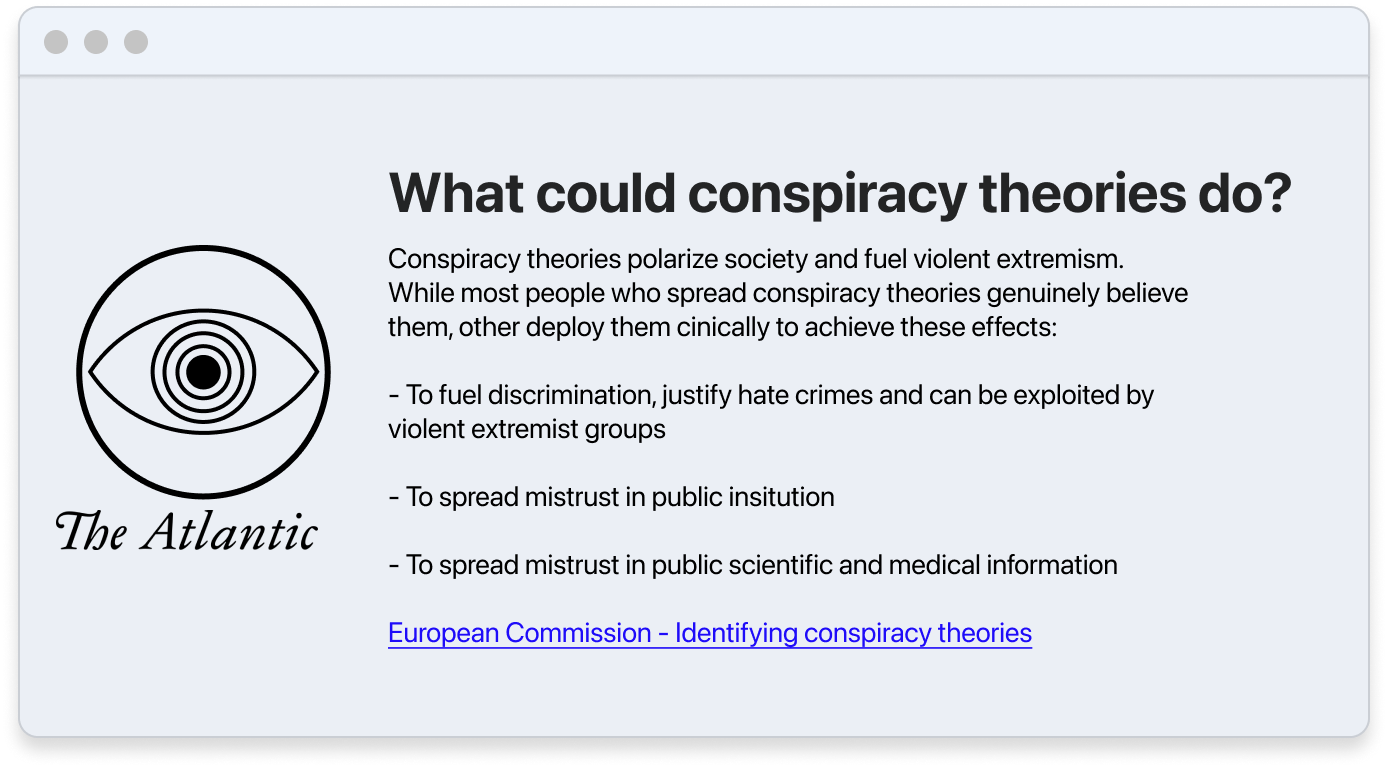 What could conspiracy theories do?
Conspiracy theories polarize society and fuel violent extremism.
While most people who spread conspiracy theories genuinely believe
them, other deploy them cinically to achieve these effects:
- To fuel discrimination, justify hate crimes and can be exploited by
violent extremist groups
- To spread mistrust in public insitution
- To spread mistrust in public scientific and medical information
European Commission - Identifying conspiracy theories
The Atlantic